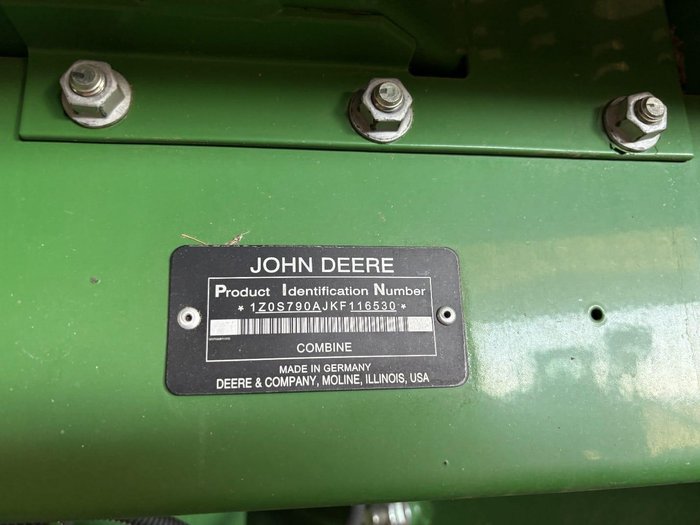 JOHN DEERE
Product Identification Number
*1Z0S790AJKF116530*
COMBINE
MADE IN GERMANY
DEERE & COMPANY, MOLINE, ILLINOIS, USA